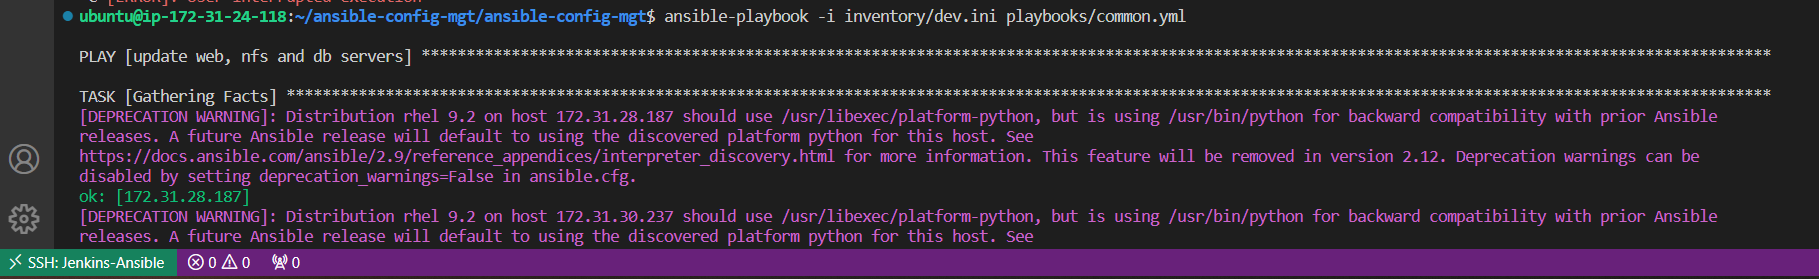 ubuntu@ip-172-31-24-118:~/ansible-config-mgt/ansible-config-mgt$ ansible-playbook -i inventory/dev.ini playbooks/common.yml
PLAY [update web, nfs and db servers] ******************************************************************************************************************************************************
TASK [Gathering Facts] *********************************************************************************************************************************************************************
[DEPRECATION WARNING]: Distribution rhel 9.2 on host 172.31.28.187 should use /usr/libexec/platform-python, but is using /usr/bin/python for backward compatibility with prior Ansible
releases. A future Ansible release will default to using the discovered platform python for this host. See
https://docs.ansible.com/ansible/2.9/reference_appendices/interpreter_discovery.html for more information. This feature will be removed in version 2.12. Deprecation warnings can be
disabled by setting deprecation_warnings=False in ansible.cfg.
ok: [172.31.28.187]
[DEPRECATION WARNING]: Distribution rhel 9.2 on host 172.31.30.237 should use /usr/libexec/platform-python, but is using /usr/bin/python for backward compatibility with prior Ansible
releases. A future Ansible release will default to using the discovered platform python for this host. See
SSH: Jenkins-Ansible 0 0 0